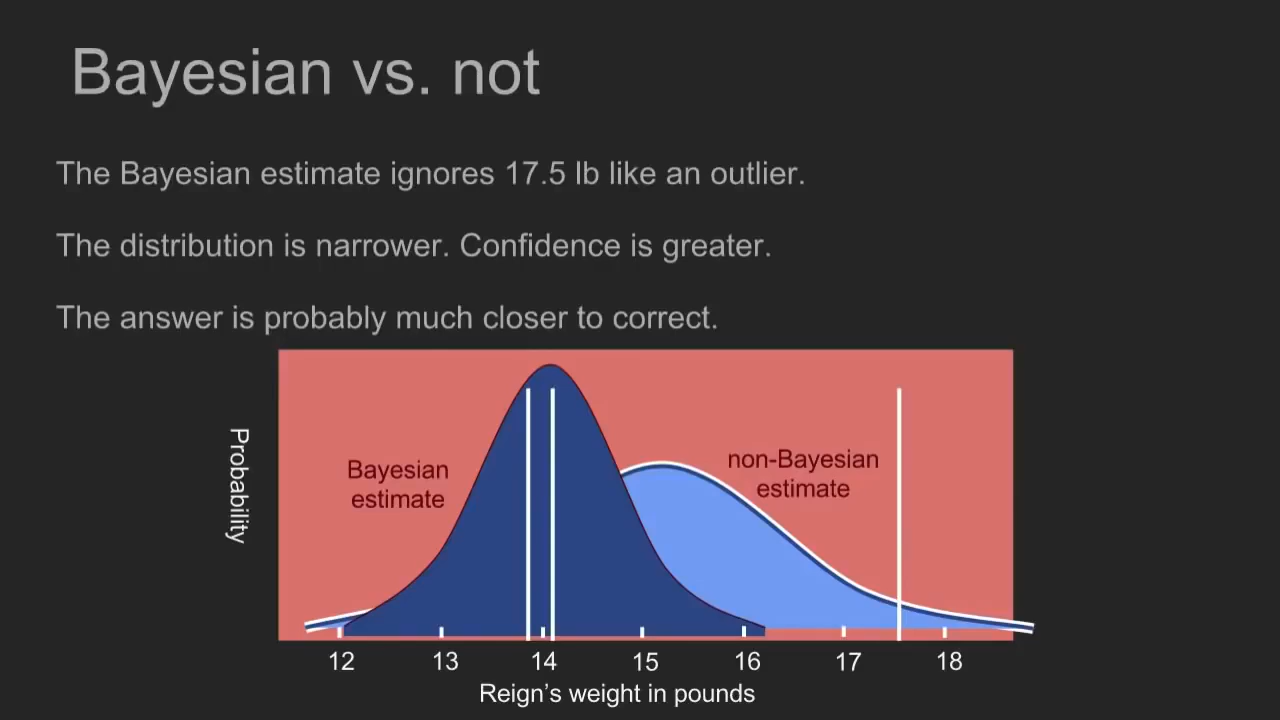 Bayesian vs. not
The Bayesian estimate ignores 17.5 lb like an outlier.
The distribution is narrower. Confidence is greater.
The answer is probably much closer to correct.
Probability
Bayesian
estimate
non-Bayesian
estimate
12 13 14 15 16 17 18
Reign’s weight in pounds